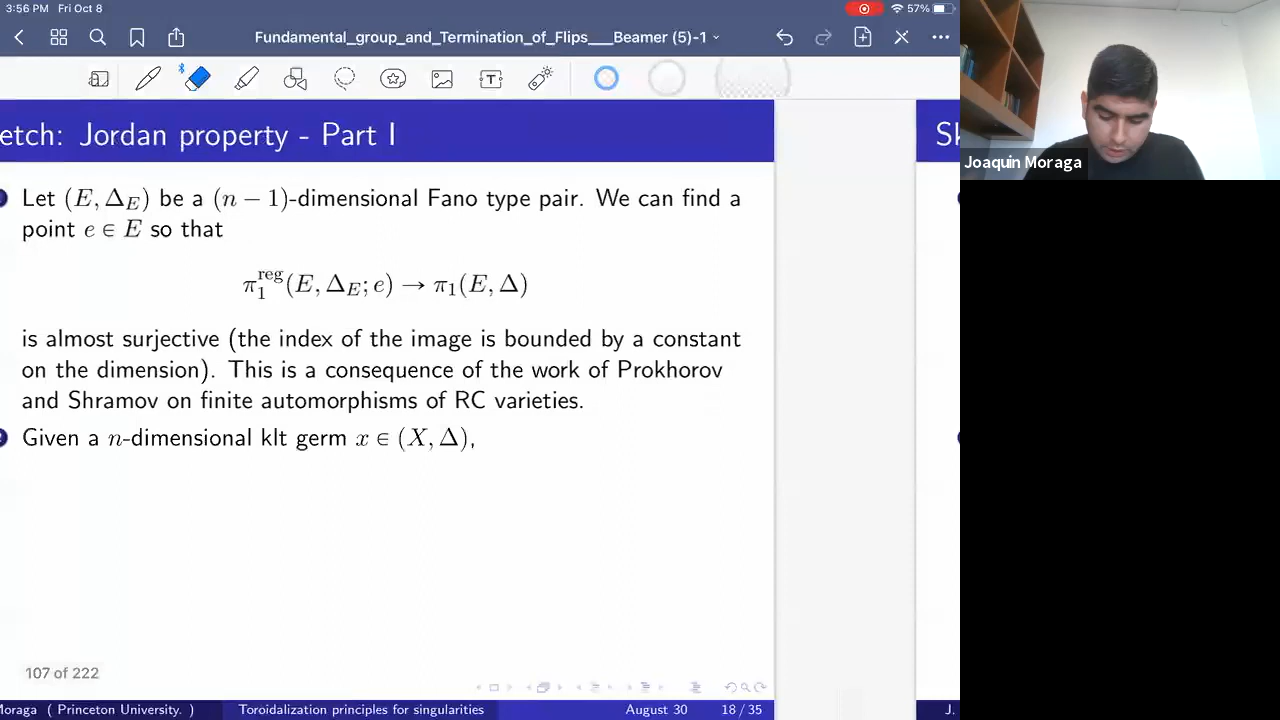 3:56 PM Fri Oct 8
57%
Fundamental_group_and_Termination_of_Flips___Beamer (5)-1
Joaquin Moraga
etch: Jordan property - Part I
Sk
Let (E, Δ_E) be a (n − 1)-dimensional Fano type pair. We can find a
point e ∈ E so that
π₁^reg(E, Δ_E; e) → π₁(E, Δ)
is almost surjective (the index of the image is bounded by a constant
on the dimension). This is a consequence of the work of Prokhorov
and Shramov on finite automorphisms of RC varieties.
Given a n-dimensional klt germ x ∈ (X, Δ),
107 of 222
Moraga ( Princeton University. )
Toroidalization principles for singularities
August 30
18 / 35
J.